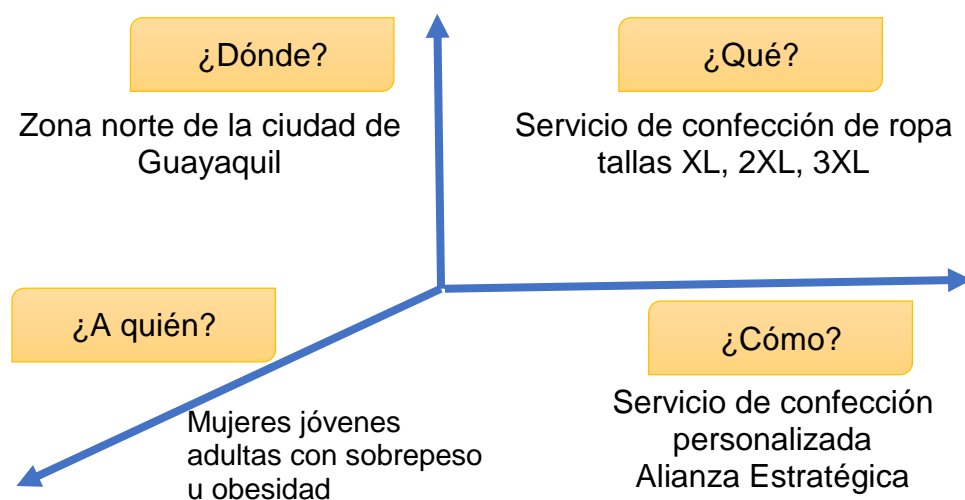 ¿Dónde?
Zona norte de la ciudad de
Guayaquil
¿Qué?
Servicio de confección de ropa
tallas XL, 2XL, 3XL
¿A quién?
Mujeres jóvenes
adultas con sobrepeso
u obesidad
¿Cómo?
Servicio de confección
personalizada
Alianza Estratégica